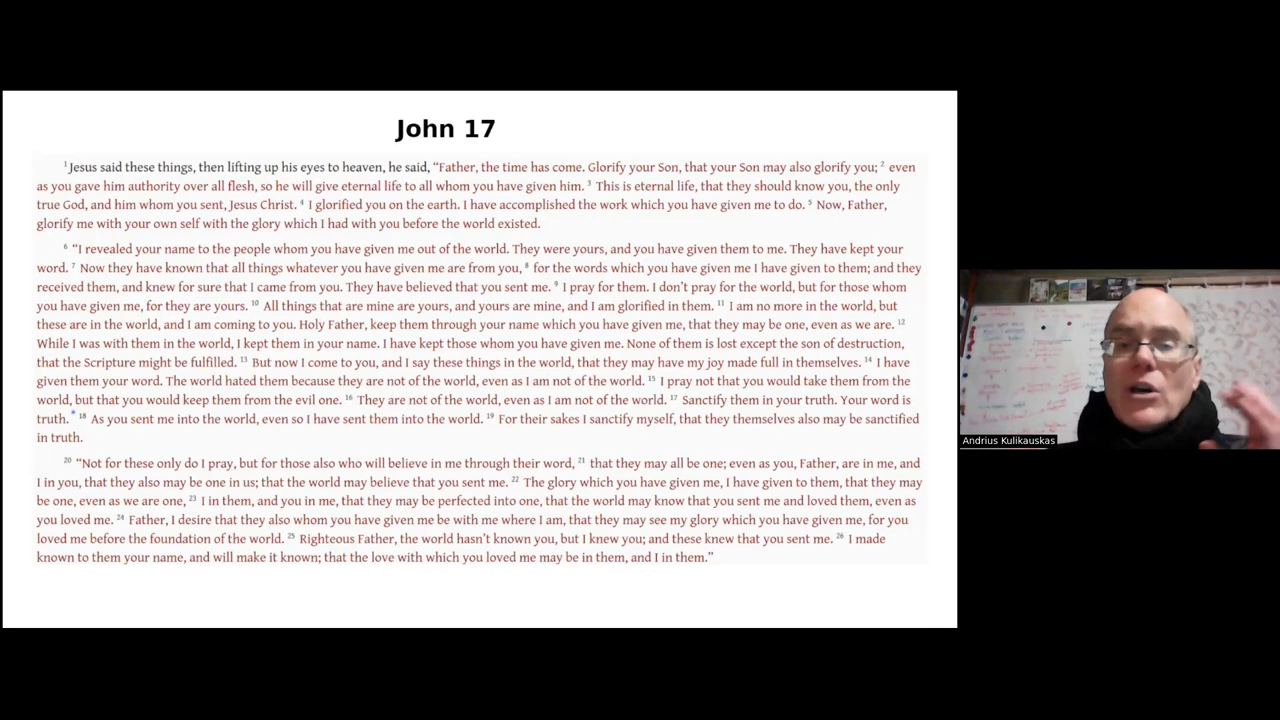 John 17
1 Jesus said these things, then lifting up his eyes to heaven, he said, “Father, the time has come. Glorify your Son, that your Son may also glorify you; 2 even
as you gave him authority over all flesh, so he will give eternal life to all whom you have given him. 3 This is eternal life, that they should know you, the only
true God, and him whom you sent, Jesus Christ. 4 I glorified you on the earth. I have accomplished the work which you have given me to do. 5 Now, Father,
glorify me with your own self with the glory which I had with you before the world existed.
6 “I revealed your name to the people whom you have given me out of the world. They were yours, and you have given them to me. They have kept your
word. 7 Now they have known that all things whatever you have given me are from you, 8 for the words which you have given me I have given to them; and they
received them, and knew for sure that I came from you. They have believed that you sent me. 9 I pray for them. I don’t pray for the world, but for those whom
you have given me, for they are yours. 10 All things that are mine are yours, and yours are mine, and I am glorified in them. 11 I am no more in the world, but
these are in the world, and I am coming to you. Holy Father, keep them through your name which you have given me, that they may be one, even as we are. 12
While I was with them in the world, I kept them in your name. I have kept those whom you have given me. None of them is lost except the son of destruction,
that the Scripture might be fulfilled. 13 But now I come to you, and I say these things in the world, that they may have my joy made full in themselves. 14 I have
given them your word. The world hated them because they are not of the world, even as I am not of the world. 15 I pray not that you would take them from the
world, but that you would keep them from the evil one. 16 They are not of the world, even as I am not of the world. 17 Sanctify them in your truth. Your word is
truth. * 18 As you sent me into the world, even so I have sent them into the world. 19 For their sakes I sanctify myself, that they themselves also may be sanctified
in truth.
20 “Not for these only do I pray, but for those also who will believe in me through their word, 21 that they may all be one; even as you, Father, are in me, and
I in you, that they also may be one in us; that the world may believe that you sent me. 22 The glory which you have given me, I have given to them, that they may
be one, even as we are one, 23 I in them, and you in me, that they may be perfected into one, that the world may know that you sent me and loved them, even as
you loved me. 24 Father, I desire that they also whom you have given me be with me where I am, that they may see my glory which you have given me, for you
loved me before the foundation of the world. 25 Righteous Father, the world hasn’t known you, but I knew you; and these knew that you sent me. 26 I made
known to them your name, and will make it known; that the love with which you loved me may be in them, and I in them.”
Andrius Kulikauskas